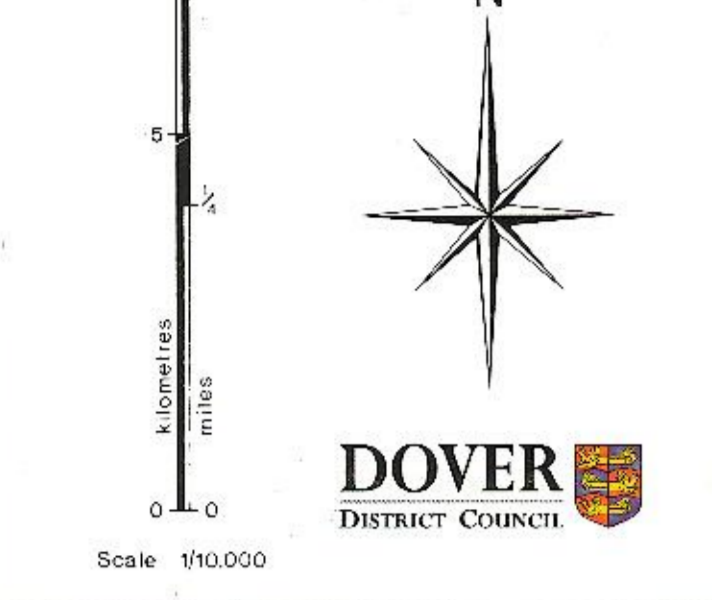 N
5
1/4
kilometres
miles
0 0
Scale 1/10.000
DOVER
DISTRICT COUNCIL